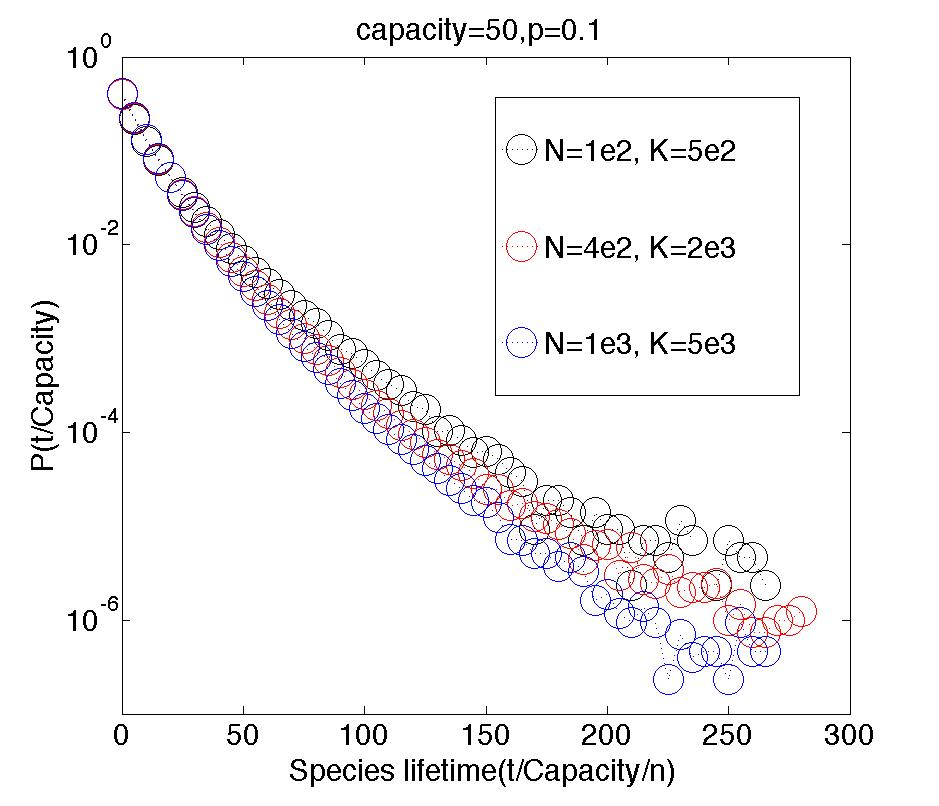 capacity=50,p=0.1
10^0
10^-2
10^-4
10^-6
P(t/Capacity)
N=1e2, K=5e2
N=4e2, K=2e3
N=1e3, K=5e3
0 50 100 150 200 250 300
Species lifetime(t/Capacity/n)